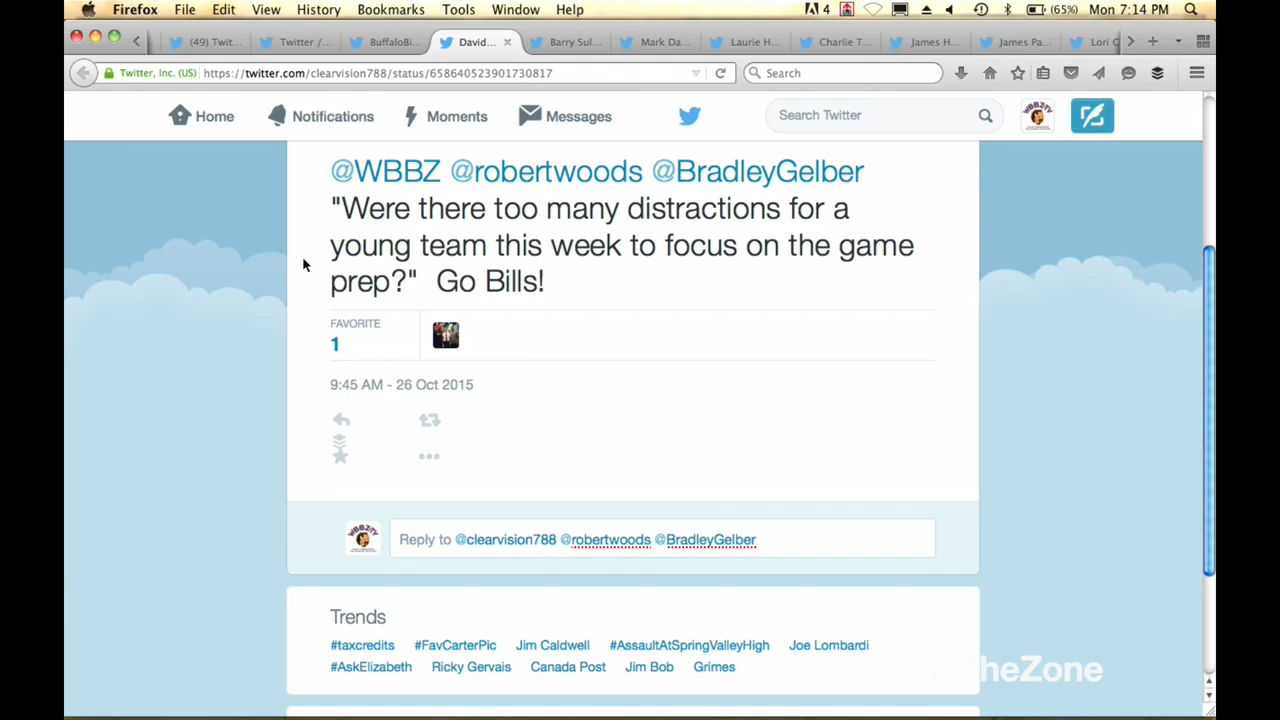 Firefox File Edit View History Bookmarks Tools Window Help 4 (65%) Mon 7:14 PM
(49) Twit... Twitter /... BuffaloBi... David... Barry Sul... Mark Da... Laurie H... Charlie T... James H... James Pa... Lori C
Twitter, Inc. (US) https://twitter.com/clearvision788/status/658640523901730817 Search
Home Notifications Moments Messages Search Twitter
@WBBZ @robertwoods @BradleyGelber
"Were there too many distractions for a
young team this week to focus on the game
prep?" Go Bills!
FAVORITE
1
9:45 AM - 26 Oct 2015
WBBZ-TV
Reply to @clearvision788 @robertwoods @BradleyGelber
Trends
#taxcredits #FavCarterPic Jim Caldwell #AssaultAtSpringValleyHigh Joe Lombardi
#AskElizabeth Ricky Gervais Canada Post Jim Bob Grimes
#InTheZone